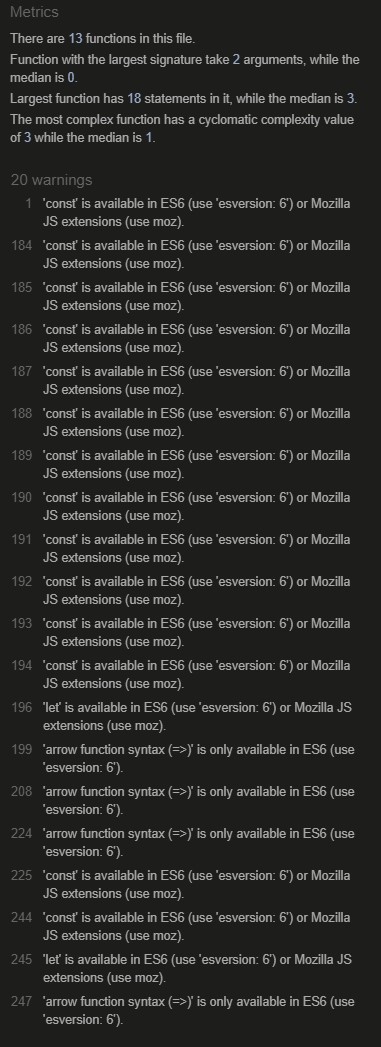 Metrics
There are 13 functions in this file.
Function with the largest signature take 2 arguments, while the
median is 0.
Largest function has 18 statements in it, while the median is 3.
The most complex function has a cyclomatic complexity value
of 3 while the median is 1.
20 warnings
1 'const' is available in ES6 (use 'esversion: 6') or Mozilla
JS extensions (use moz).
184 'const' is available in ES6 (use 'esversion: 6') or Mozilla
JS extensions (use moz).
185 'const' is available in ES6 (use 'esversion: 6') or Mozilla
JS extensions (use moz).
186 'const' is available in ES6 (use 'esversion: 6') or Mozilla
JS extensions (use moz).
187 'const' is available in ES6 (use 'esversion: 6') or Mozilla
JS extensions (use moz).
188 'const' is available in ES6 (use 'esversion: 6') or Mozilla
JS extensions (use moz).
189 'const' is available in ES6 (use 'esversion: 6') or Mozilla
JS extensions (use moz).
190 'const' is available in ES6 (use 'esversion: 6') or Mozilla
JS extensions (use moz).
191 'const' is available in ES6 (use 'esversion: 6') or Mozilla
JS extensions (use moz).
192 'const' is available in ES6 (use 'esversion: 6') or Mozilla
JS extensions (use moz).
193 'const' is available in ES6 (use 'esversion: 6') or Mozilla
JS extensions (use moz).
194 'const' is available in ES6 (use 'esversion: 6') or Mozilla
JS extensions (use moz).
196 'let' is available in ES6 (use 'esversion: 6') or Mozilla JS
extensions (use moz).
199 'arrow function syntax (=>)' is only available in ES6 (use
'esversion: 6').
208 'arrow function syntax (=>)' is only available in ES6 (use
'esversion: 6').
224 'arrow function syntax (=>)' is only available in ES6 (use
'esversion: 6').
225 'const' is available in ES6 (use 'esversion: 6') or Mozilla
JS extensions (use moz).
244 'const' is available in ES6 (use 'esversion: 6') or Mozilla
JS extensions (use moz).
245 'let' is available in ES6 (use 'esversion: 6') or Mozilla JS
extensions (use moz).
247 'arrow function syntax (=>)' is only available in ES6 (use
'esversion: 6').